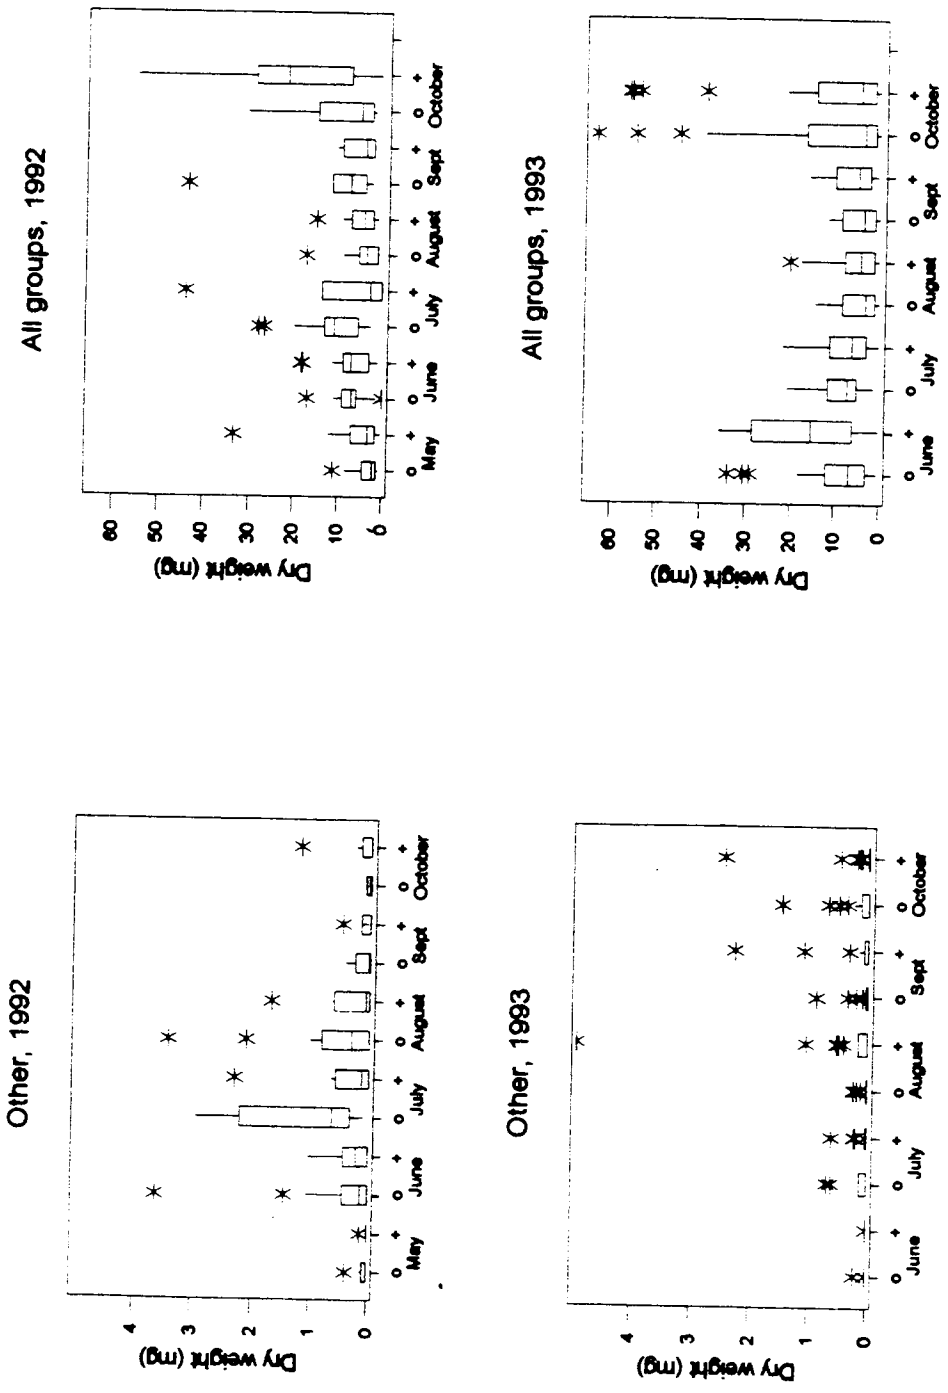 Other, 1992
Dry weight (mg)
4
3
2
1
0
o + o + o + o + o + o +
May June July August Sept October
All groups, 1992
Dry weight (mg)
60
50
40
30
20
10
0
o + o + o + o + o + o +
May June July August Sept October
Other, 1993
Dry weight (mg)
4
3
2
1
0
o + o + o + o + o +
June July August Sept October
All groups, 1993
Dry weight (mg)
60
50
40
30
20
10
0
o + o + o + o + o +
June July August Sept October